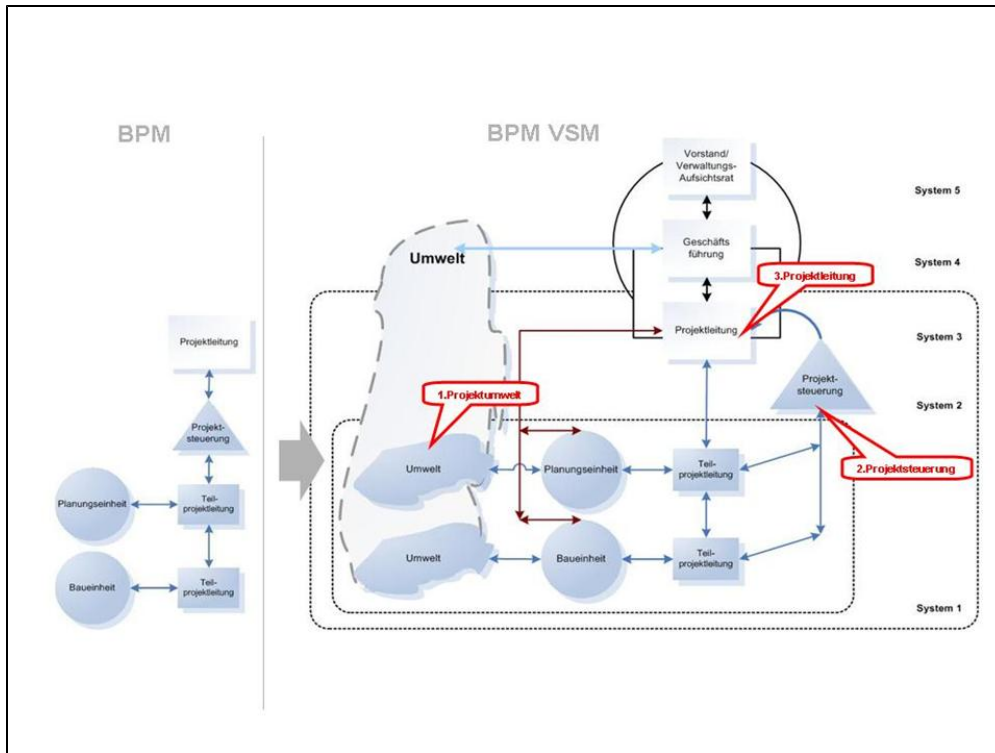 BPM
BPM VSM
Projektleitung
Projekt-
steuerung
Planungseinheit
Teil-
projektleitung
Baueinheit
Teil-
projektleitung
Vorstand/
Verwaltungs-
Aufsichtsrat
System 5
Umwelt
Geschäfts
führung
System 4
3.Projektleitung
Projektleitung
System 3
Projekt-
steuerung
1.Projektumwelt
System 2
Umwelt
Planungseinheit
Teil-
projektleitung
2.Projektsteuerung
Umwelt
Baueinheit
Teil-
projektleitung
System 1